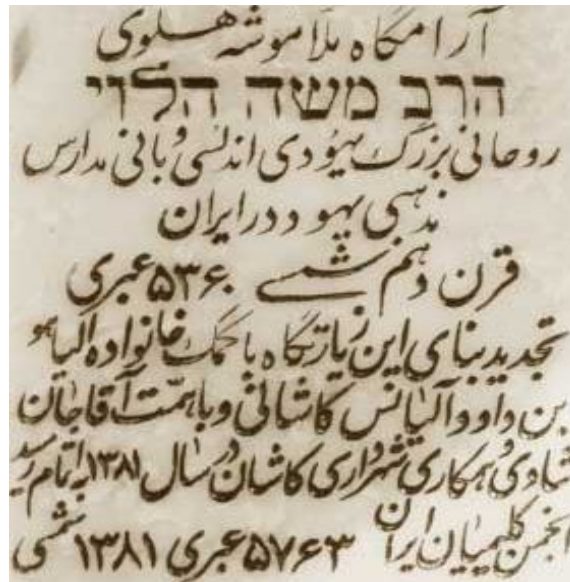 آرامگاه ملا موشه هلوی
הרב משה הלוי
روحانی بزرگ یهودی اندلسی و بانی مدارس
مذهبی یهود در ایران
قرن دهم شمسی ۵۳۶۰ عبری
تجدید بنای این زیارتگاه با کمک خانواده الیاهو
بن داود و آلیانس کاشانی و با همّت آقاجان
شادی و همکاری شهرداری کاشان در سال ۱۳۸۱ به اتمام رسید
انجمن کلیمیان ایران ۵۷۶۳ عبری ۱۳۸۱ شمسی